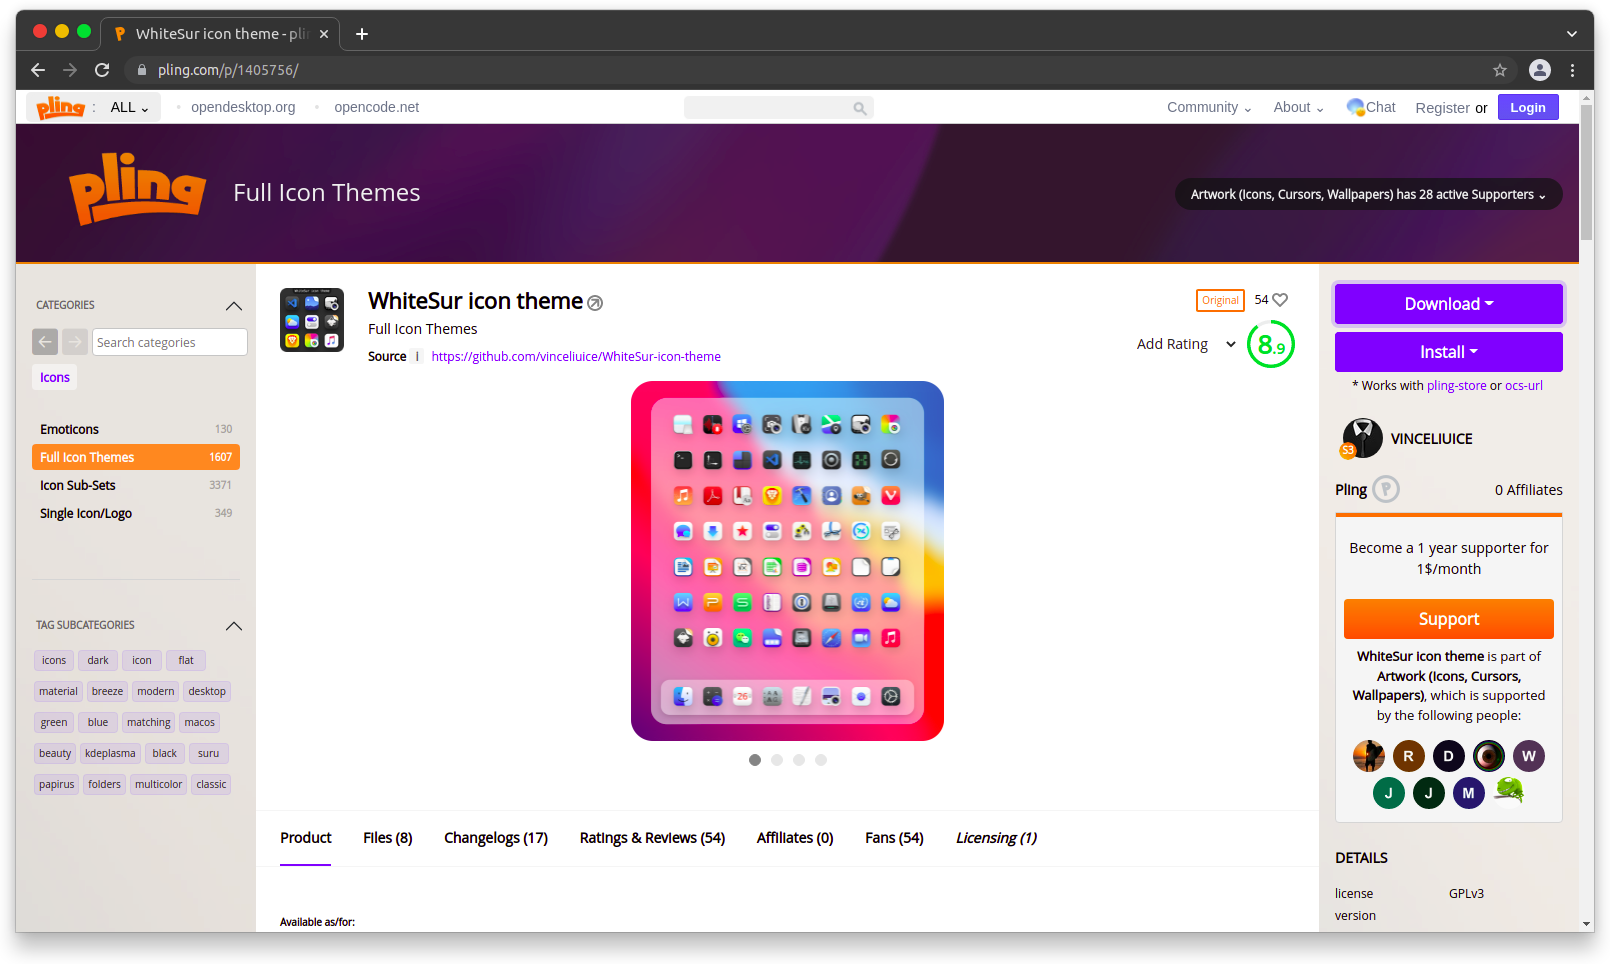 WhiteSur icon theme - plin
pling.com/p/1405756/
pling : ALL
opendesktop.org
opencode.net
Community
About
Chat
Register or
Login
pling
Full Icon Themes
Artwork (Icons, Cursors, Wallpapers) has 28 active Supporters
CATEGORIES
Search categories
Icons
Emoticons 130
Full Icon Themes 1607
Icon Sub-Sets 3371
Single Icon/Logo 349
TAG SUBCATEGORIES
icons dark icon flat
material breeze modern desktop
green blue matching macos
beauty kdeplasma black suru
papirus folders multicolor classic
WhiteSur icon theme
Full Icon Themes
Source | https://github.com/vinceliuice/WhiteSur-icon-theme
Original 54
Add Rating 8.9
Product
Files (8)
Changelogs (17)
Ratings & Reviews (54)
Affiliates (0)
Fans (54)
Licensing (1)
Available as/for:
Download
Install
* Works with pling-store or ocs-url
S3
VINCELIUICE
Pling P 0 Affiliates
Become a 1 year supporter for
1$/month
Support
WhiteSur icon theme is part of
Artwork (Icons, Cursors,
Wallpapers), which is supported
by the following people:
R D W
J J M
DETAILS
license GPLv3
version